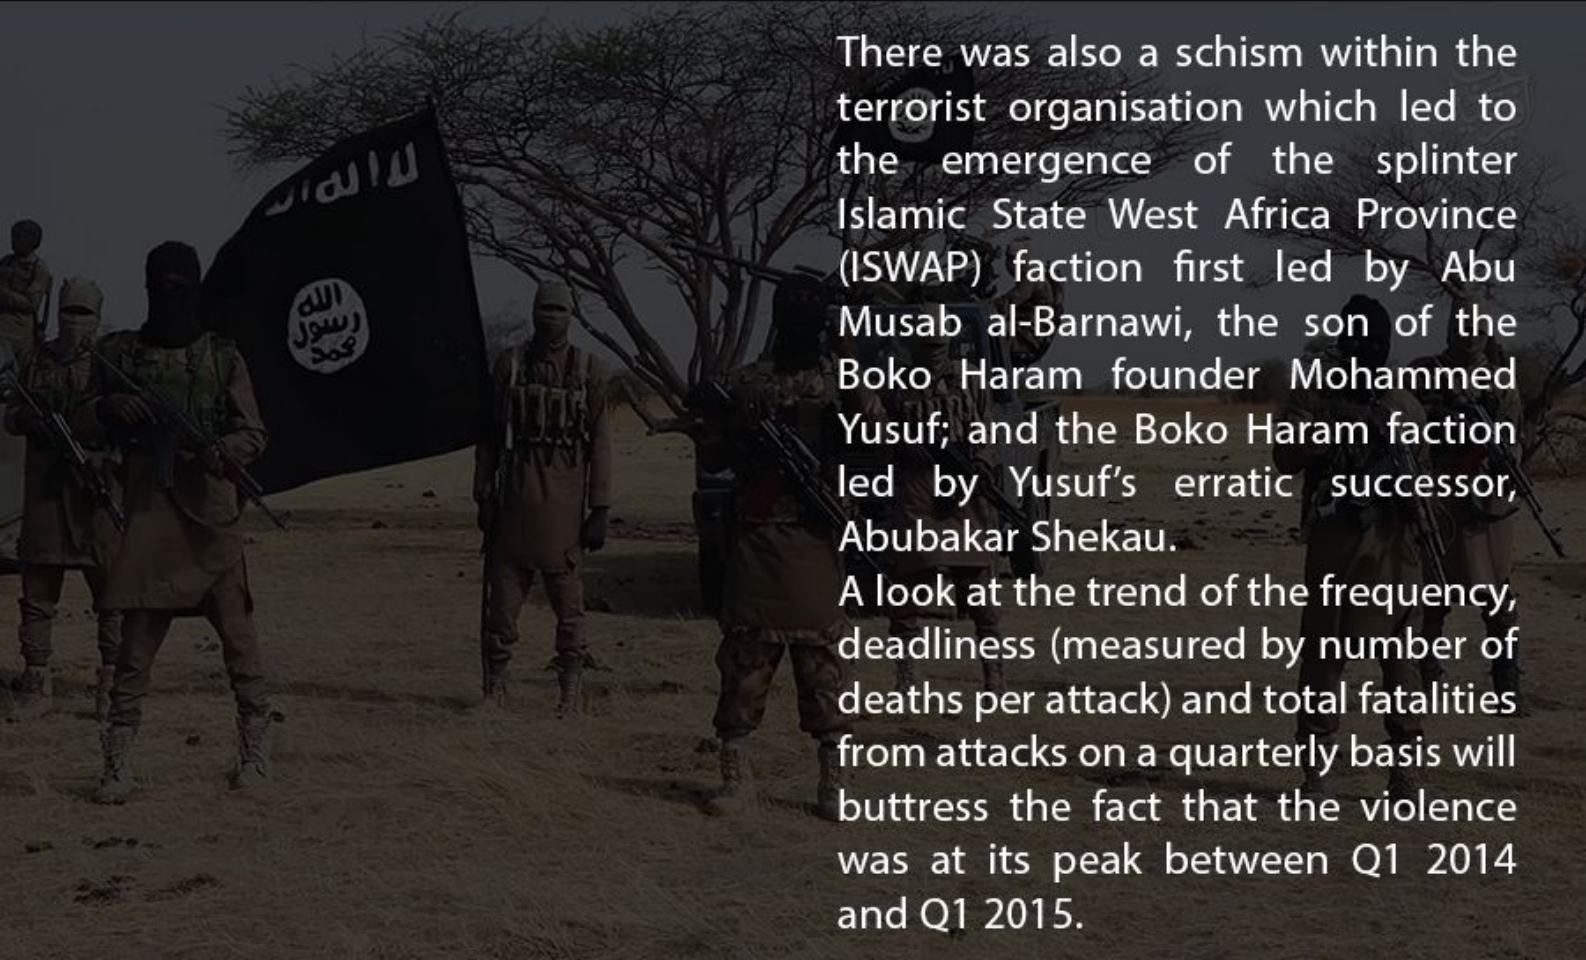 There was also a schism within the
terrorist organisation which led to
the emergence of the splinter
Islamic State West Africa Province
(ISWAP) faction first led by Abu
Musab al-Barnawi, the son of the
Boko Haram founder Mohammed
Yusuf; and the Boko Haram faction
led by Yusuf's erratic successor,
Abubakar Shekau.
A look at the trend of the frequency,
deadliness (measured by number of
deaths per attack) and total fatalities
from attacks on a quarterly basis will
buttress the fact that the violence
was at its peak between Q1 2014
and Q1 2015.
لا اله ا
الله
رسول
محمد